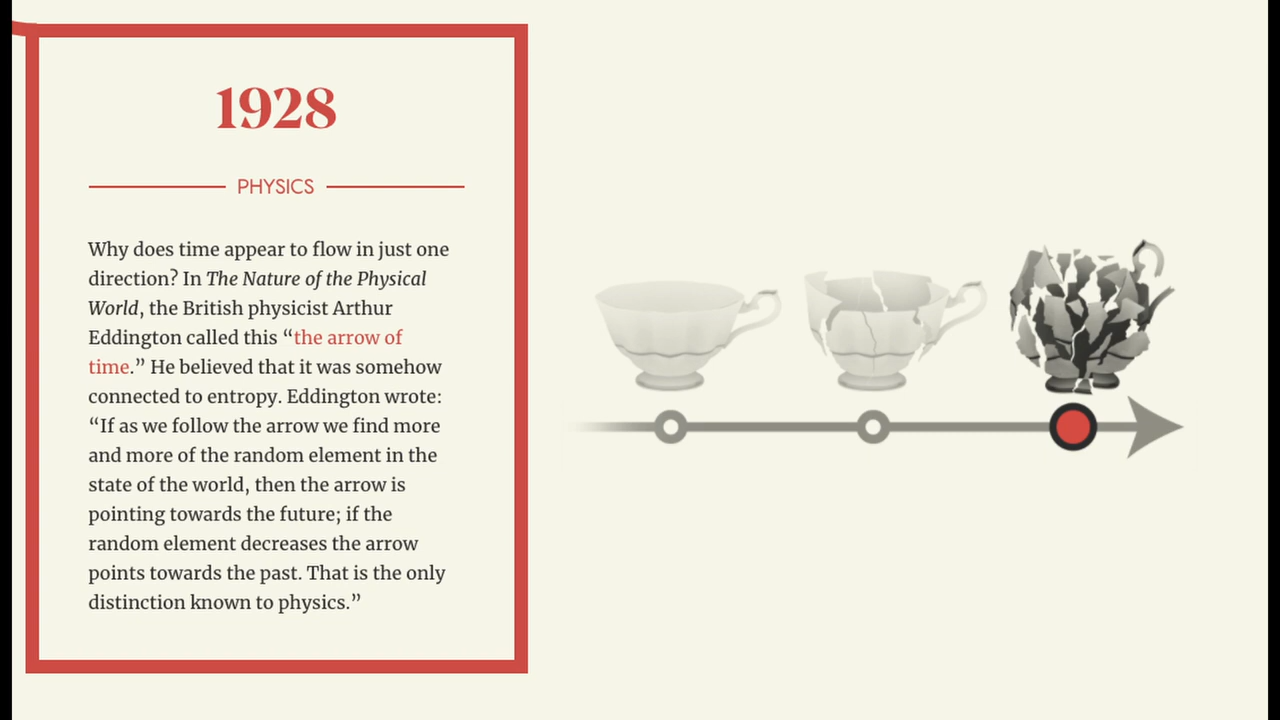 1928
PHYSICS
Why does time appear to flow in just one
direction? In The Nature of the Physical
World, the British physicist Arthur
Eddington called this “the arrow of
time.” He believed that it was somehow
connected to entropy. Eddington wrote:
“If as we follow the arrow we find more
and more of the random element in the
state of the world, then the arrow is
pointing towards the future; if the
random element decreases the arrow
points towards the past. That is the only
distinction known to physics.”